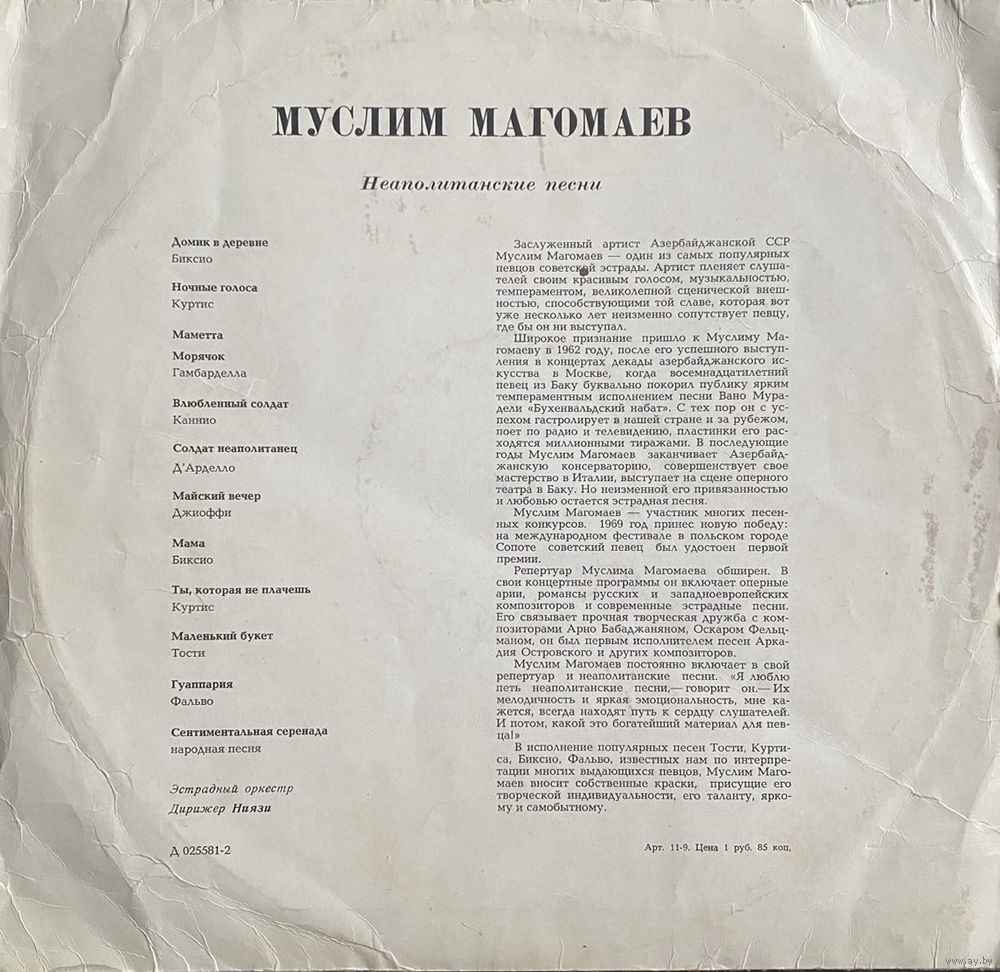 МУСЛИМ МАГОМАЕВ
Неаполитанские песни
Домик в деревне
Биксио
Ночные голоса
Куртис
Маметта
Морячок
Гамбарделла
Влюбленный солдат
Каннио
Солдат неаполитанец
Д'Арделло
Майский вечер
Джиоффи
Мама
Биксио
Ты, которая не плачешь
Куртис
Маленький букет
Тости
Гуаппария
Фальво
Сентиментальная серенада
народная песня
Эстрадный оркестр
Дирижер Ниязи
Д 025581-2
Заслуженный артист Азербайджанской ССР
Муслим Магомаев — один из самых популярных
певцов советской эстрады. Артист пленяет слуша-
телей своим красивым голосом, музыкальностью,
темпераментом, великолепной сценической внеш-
ностью, способствующими той славе, которая вот
уже несколько лет неизменно сопутствует певцу,
где бы он ни выступал.
Широкое признание пришло к Муслиму Ма-
гомаеву в 1962 году, после его успешного выступ-
ления в концертах декады азербайджанского ис-
кусства в Москве, когда восемнадцатилетний
певец из Баку буквально покорил публику ярким
темпераментным исполнением песни Вано Мура-
дели «Бухенвальдский набат». С тех пор он с ус-
пехом гастролирует в нашей стране и за рубежом,
поет по радио и телевидению, пластинки его рас-
ходятся миллионными тиражами. В последующие
годы Муслим Магомаев заканчивает Азербайд-
жанскую консерваторию, совершенствует свое
мастерство в Италии, выступает на сцене оперного
театра в Баку. Но неизменной его привязанностью
и любовью остается эстрадная песня.
Муслим Магомаев — участник многих песен-
ных конкурсов. 1969 год принес новую победу:
на международном фестивале в польском городе
Сопоте советский певец был удостоен первой
премии.
Репертуар Муслима Магомаева обширен. В
свои концертные программы он включает оперные
арии, романсы русских и западноевропейских
композиторов и современные эстрадные песни.
Его связывает прочная творческая дружба с ком-
позиторами Арно Бабаджаняном, Оскаром Фельц-
маном, он был первым исполнителем песен Арка-
дия Островского и других композиторов.
Муслим Магомаев постоянно включает в свой
репертуар и неаполитанские песни. «Я люблю
петь неаполитанские песни,— говорит он.— Их
мелодичность и яркая эмоциональность, мне ка-
жется, всегда находят путь к сердцу слушателей.
И потом, какой это богатейший материал для пев-
ца!»
В исполнение популярных песен Тости, Курти-
са, Биксио, Фальво, известных нам по интерпре-
тации многих выдающихся певцов, Муслим Маго-
маев вносит собственные краски, присущие его
творческой индивидуальности, его таланту, ярко-
му и самобытному.
Арт. 11-9. Цена 1 руб. 85 коп.
www.ay.by